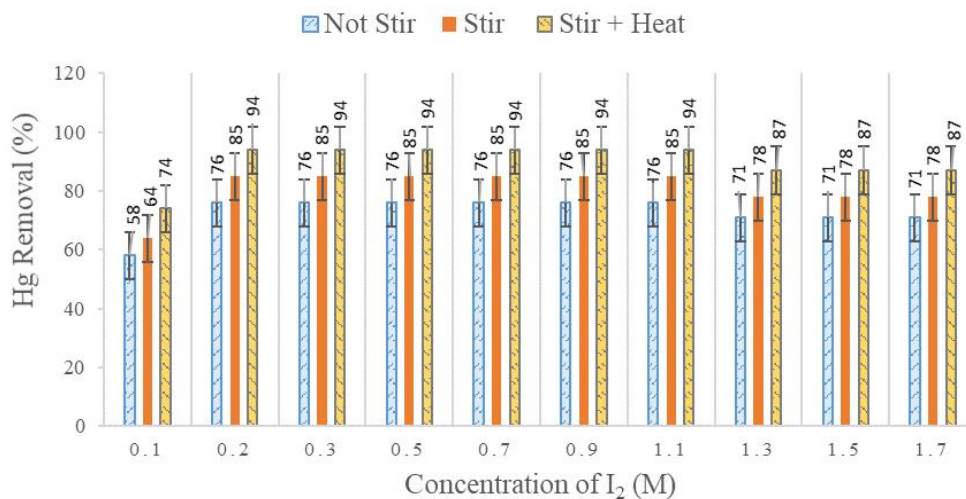 Not Stir Stir Stir + Heat
Hg Removal (%)
120
100
80
60
40
20
0
58 64 74
76 85 94
76 85 94
76 85 94
76 85 94
76 85 94
76 85 94
71 78 87
71 78 87
71 78 87
0.1 0.2 0.3 0.5 0.7 0.9 1.1 1.3 1.5 1.7
Concentration of I₂ (M)